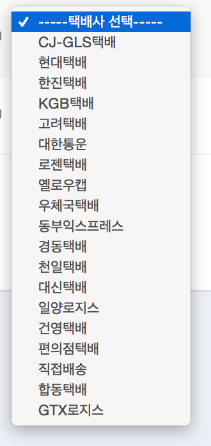 ✓ -----택배사 선택-----
CJ-GLS택배
현대택배
한진택배
KGB택배
고려택배
대한통운
로젠택배
옐로우캡
우체국택배
동부익스프레스
경동택배
천일택배
대신택배
일양로지스
건영택배
편의점택배
직접배송
합동택배
GTX로지스